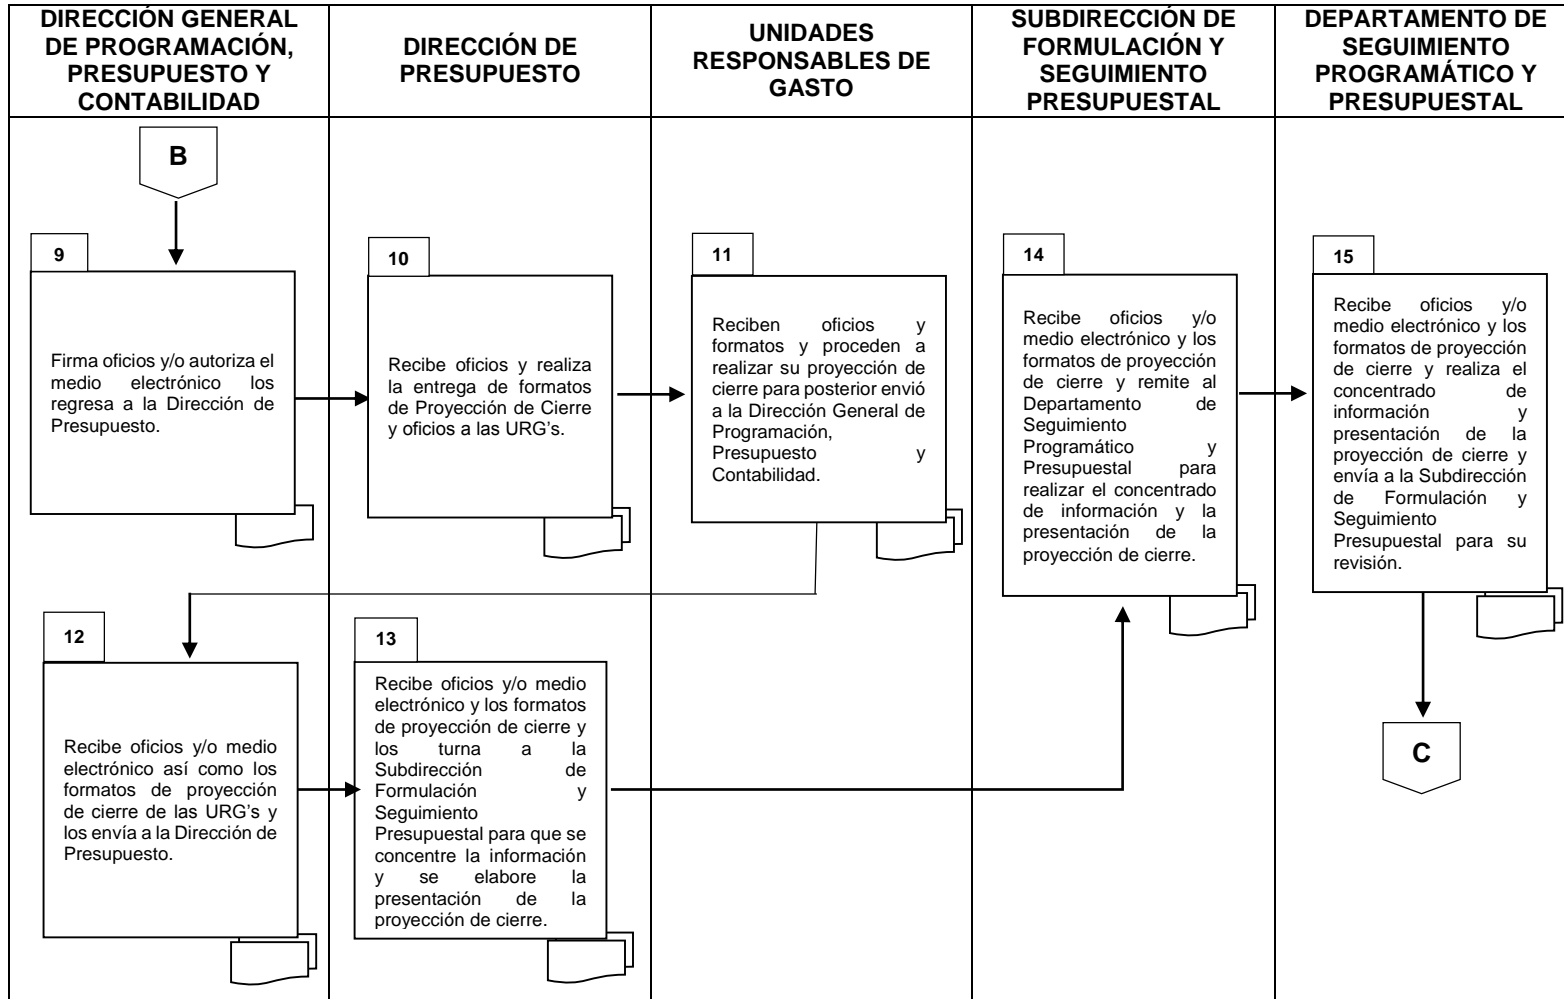 DIRECCIÓN GENERAL
DE PROGRAMACIÓN,
PRESUPUESTO Y
CONTABILIDAD
DIRECCIÓN DE
PRESUPUESTO
UNIDADES
RESPONSABLES DE
GASTO
SUBDIRECCIÓN DE
FORMULACIÓN Y
SEGUIMIENTO
PRESUPUESTAL
DEPARTAMENTO DE
SEGUIMIENTO
PROGRAMÁTICO Y
PRESUPUESTAL
B
9
Firma oficios y/o autoriza el
medio electrónico los
regresa a la Dirección de
Presupuesto.
10
Recibe oficios y realiza
la entrega de formatos
de Proyección de Cierre
y oficios a las URG's.
11
Reciben oficios y
formatos y proceden a
realizar su proyección de
cierre para posterior envió
a la Dirección General de
Programación,
Presupuesto y
Contabilidad.
14
Recibe oficios y/o
medio electrónico y los
formatos de proyección
de cierre y remite al
Departamento de
Seguimiento
Programático y
Presupuestal para
realizar el concentrado
de información y la
presentación de la
proyección de cierre.
15
Recibe oficios y/o
medio electrónico y los
formatos de proyección
de cierre y realiza el
concentrado de
información y
presentación de la
proyección de cierre y
envía a la Subdirección
de Formulación y
Seguimiento
Presupuestal para su
revisión.
12
Recibe oficios y/o medio
electrónico así como los
formatos de proyección
de cierre de las URG's y
los envía a la Dirección de
Presupuesto.
13
Recibe oficios y/o medio
electrónico y los formatos
de proyección de cierre y
los turna a la
Subdirección de
Formulación y
Seguimiento
Presupuestal para que se
concentre la información
y se elabore la
presentación de la
proyección de cierre.
C